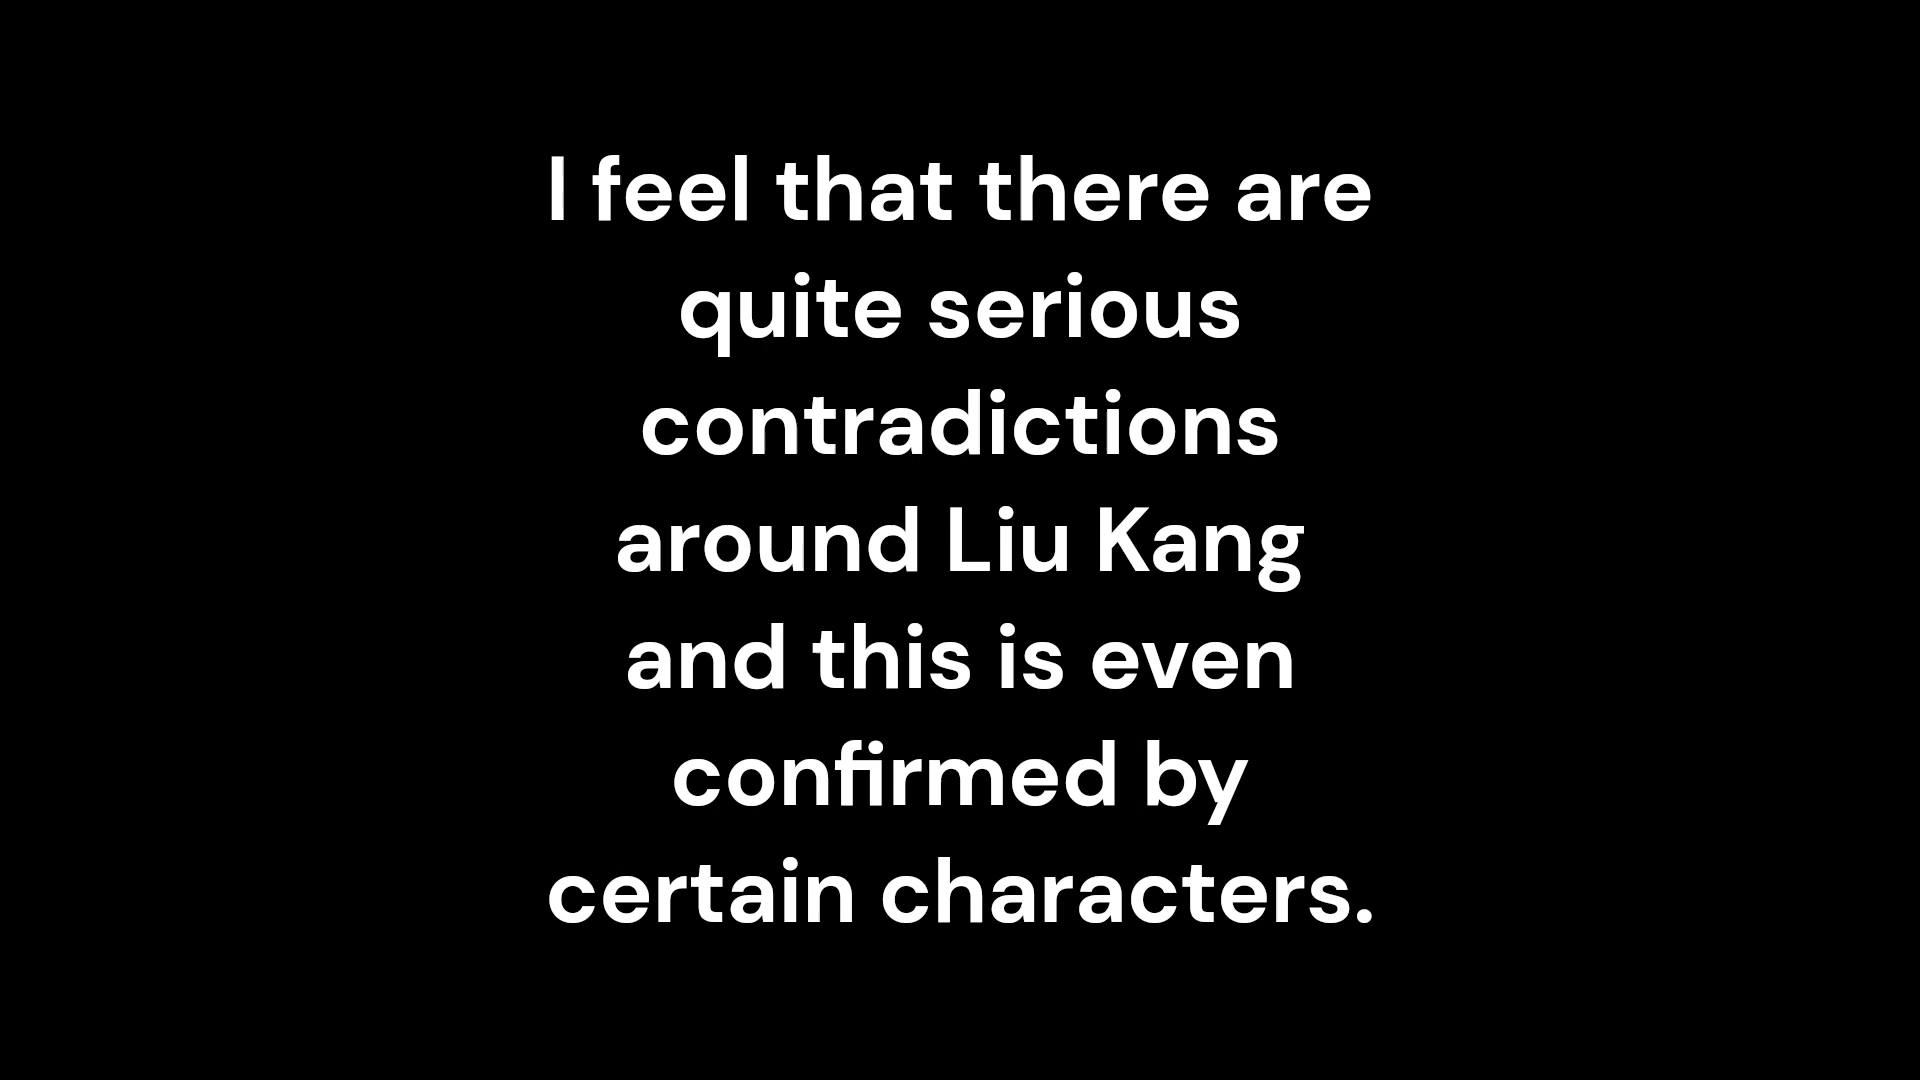 I feel that there are
quite serious
contradictions
around Liu Kang
and this is even
confirmed by
certain characters.